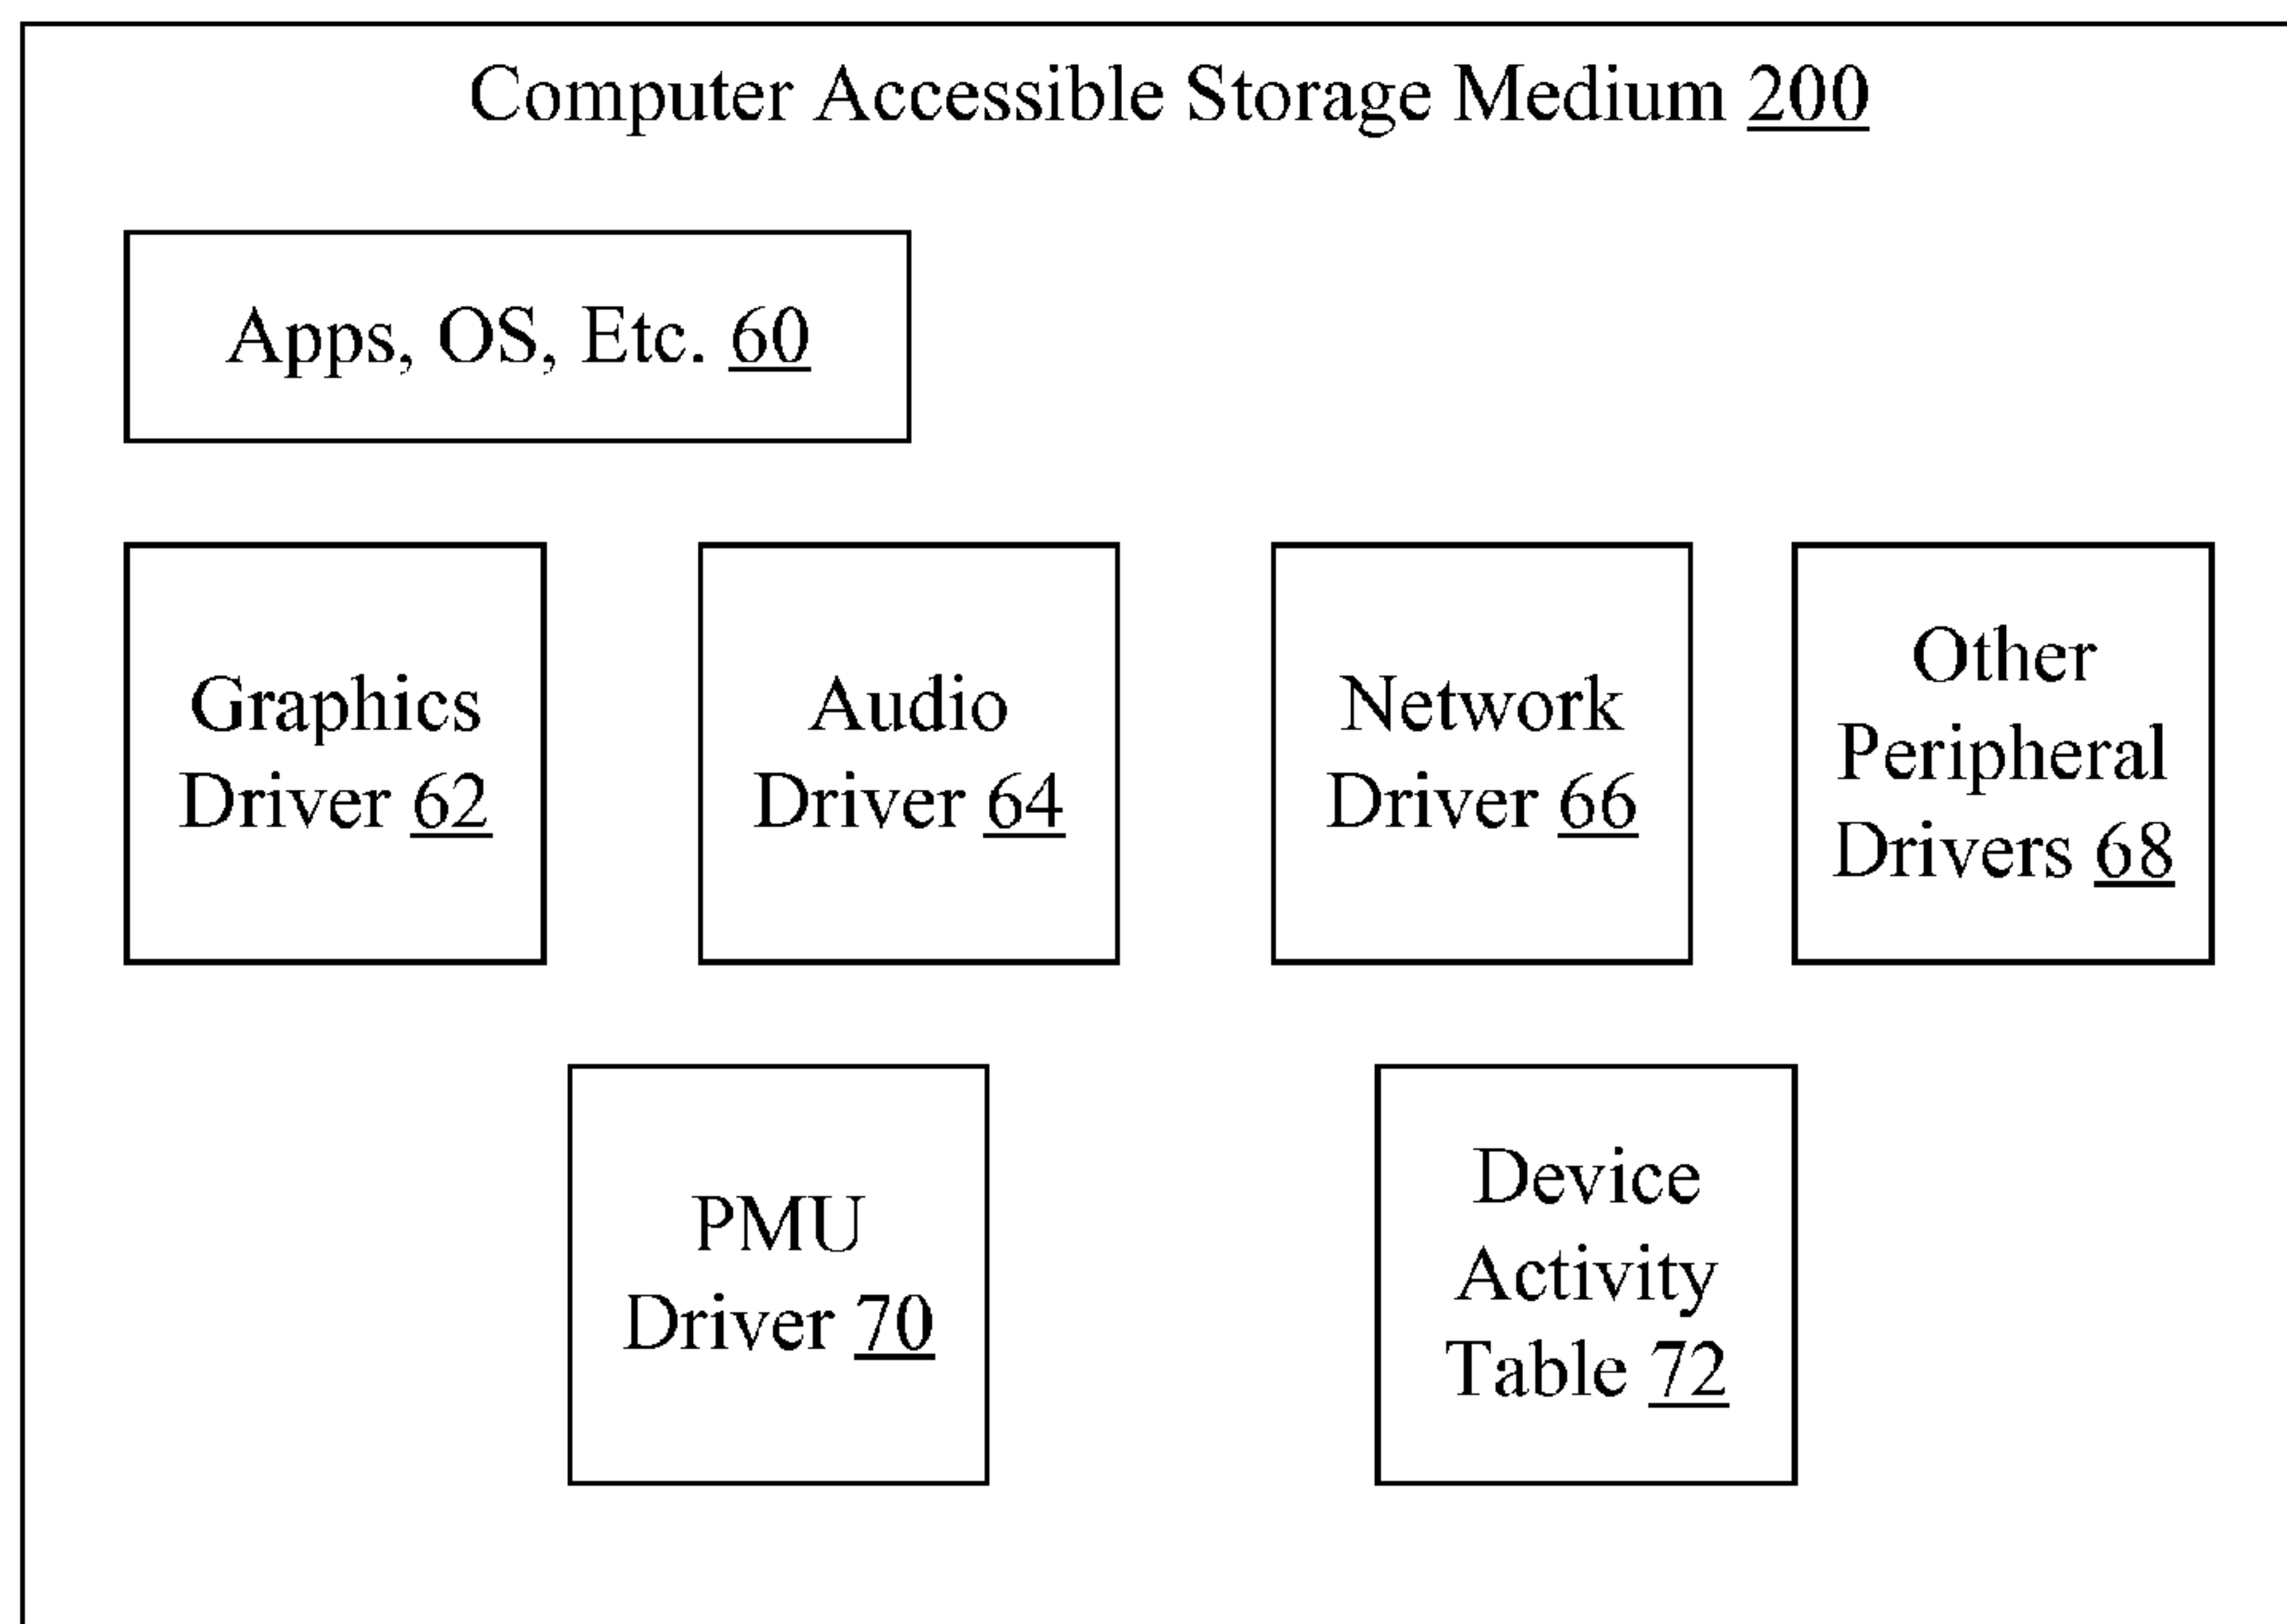 Computer Accessible Storage Medium 200
Apps, OS, Etc. 60
Graphics
Driver 62
Audio
Driver 64
Network
Driver 66
Other
Peripheral
Drivers 68
PMU
Driver 70
Device
Activity
Table 72